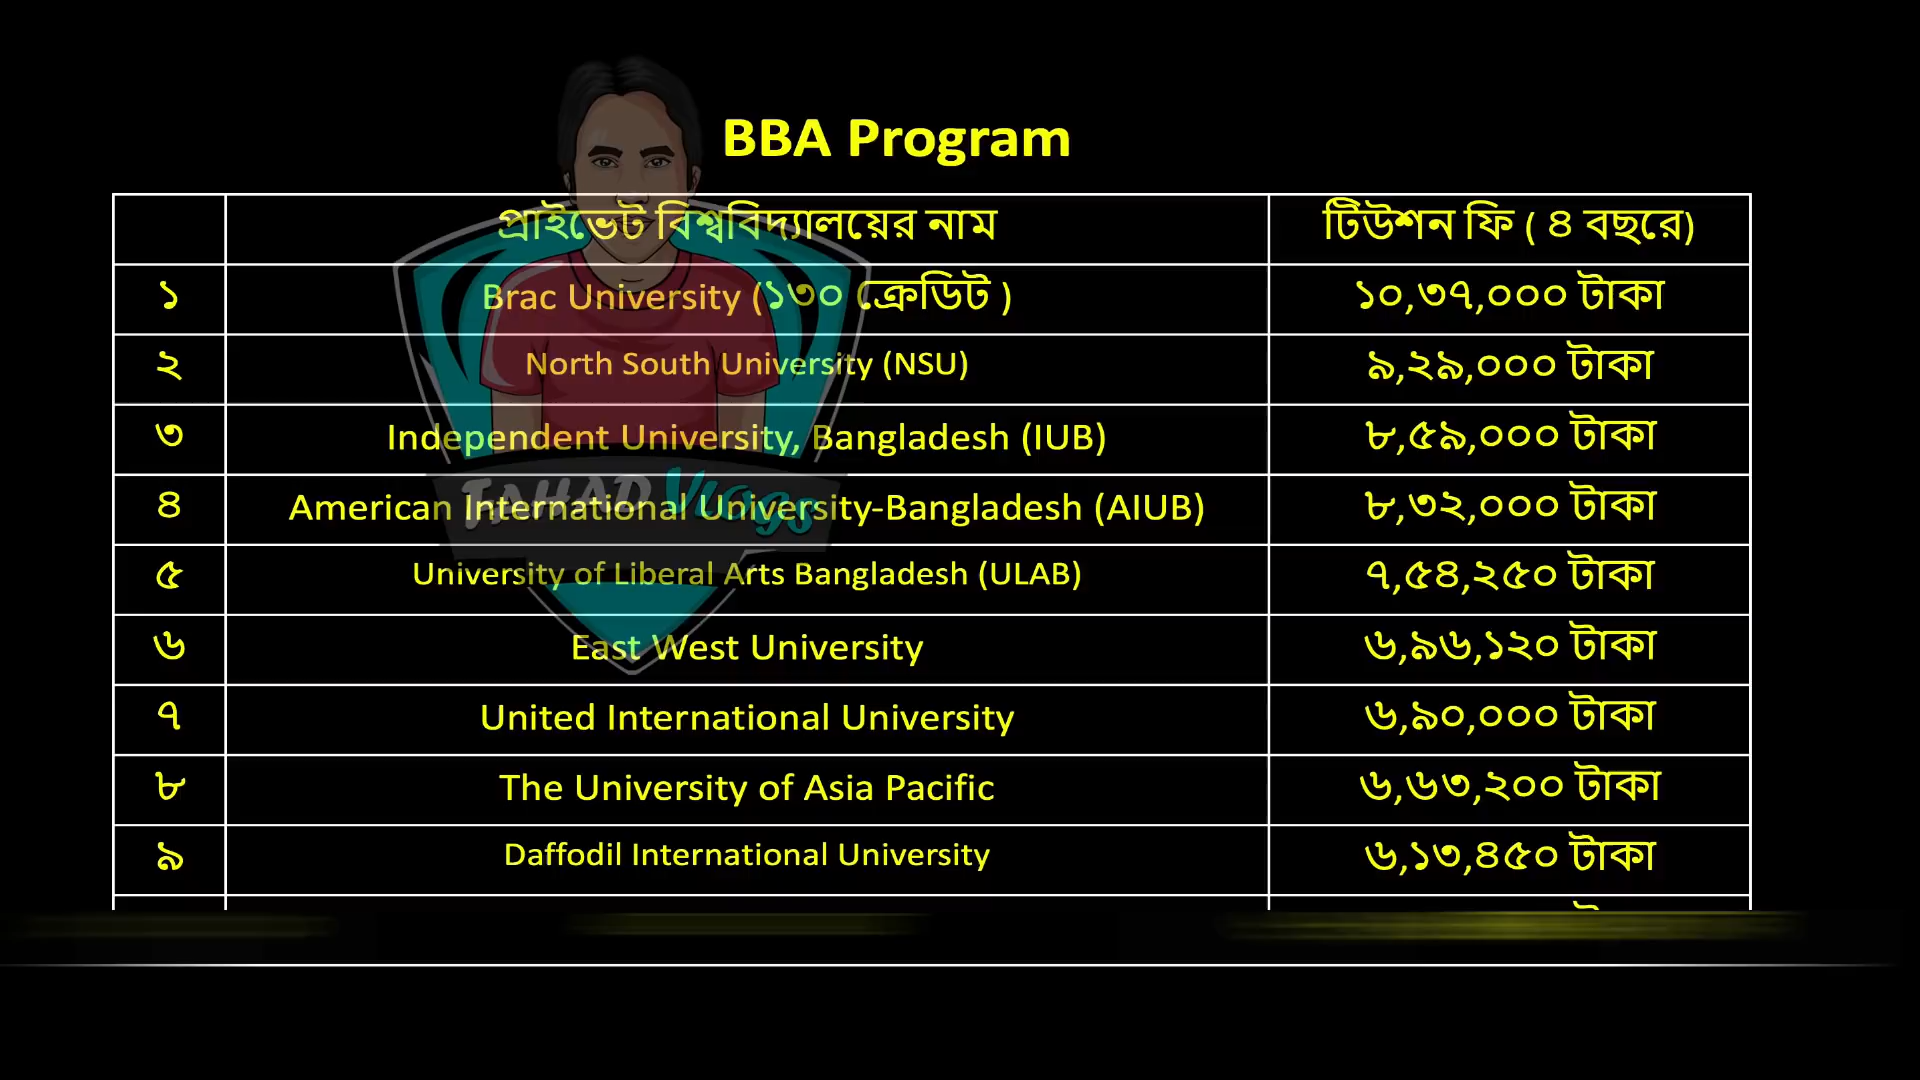 BBA Program
প্রাইভেট বিশ্ববিদ্যালয়ের নাম টিউশন ফি ( ৪ বছরে)
১ Brac University (১৩০ ক্রেডিট ) ১০,৩৭,০০০ টাকা
২ North South University (NSU) ৯,২৯,০০০ টাকা
৩ Independent University, Bangladesh (IUB) ৮,৫৯,০০০ টাকা
৪ American International University-Bangladesh (AIUB) ৮,৩২,০০০ টাকা
FAHAD Vlogs
৫ University of Liberal Arts Bangladesh (ULAB) ৭,৫৪,২৫০ টাকা
৬ East West University ৬,৯৬,১২০ টাকা
৭ United International University ৬,৯০,০০০ টাকা
৮ The University of Asia Pacific ৬,৬৩,২০০ টাকা
৯ Daffodil International University ৬,১৩,৪৫০ টাকা